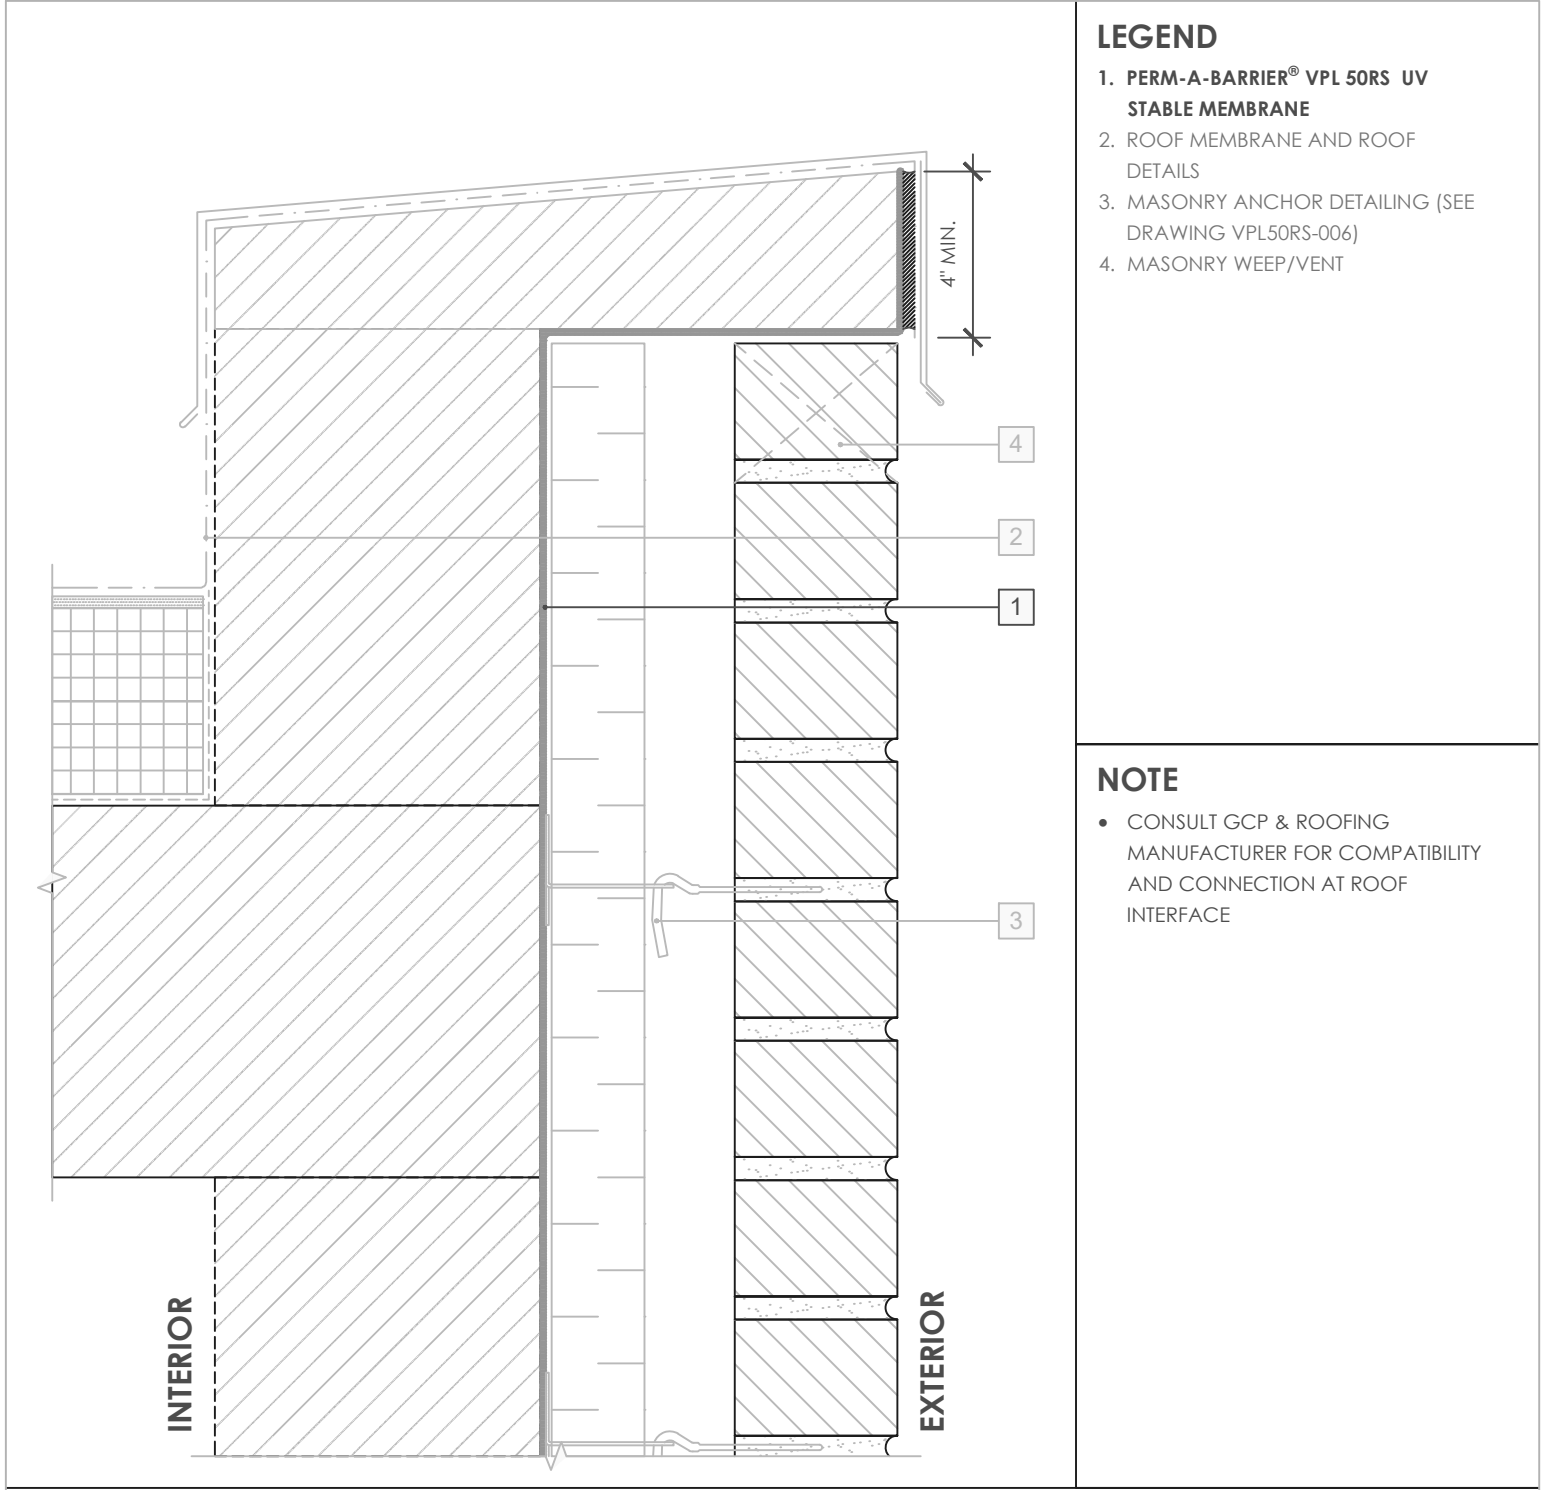 LEGEND
1. PERM-A-BARRIER® VPL 50RS UV
STABLE MEMBRANE
2. ROOF MEMBRANE AND ROOF
DETAILS
3. MASONRY ANCHOR DETAILING (SEE
DRAWING VPL50RS-006)
4. MASONRY WEEP/VENT
4" MIN.
4
2
1
3
INTERIOR
EXTERIOR
NOTE
• CONSULT GCP & ROOFING
MANUFACTURER FOR COMPATIBILITY
AND CONNECTION AT ROOF
INTERFACE